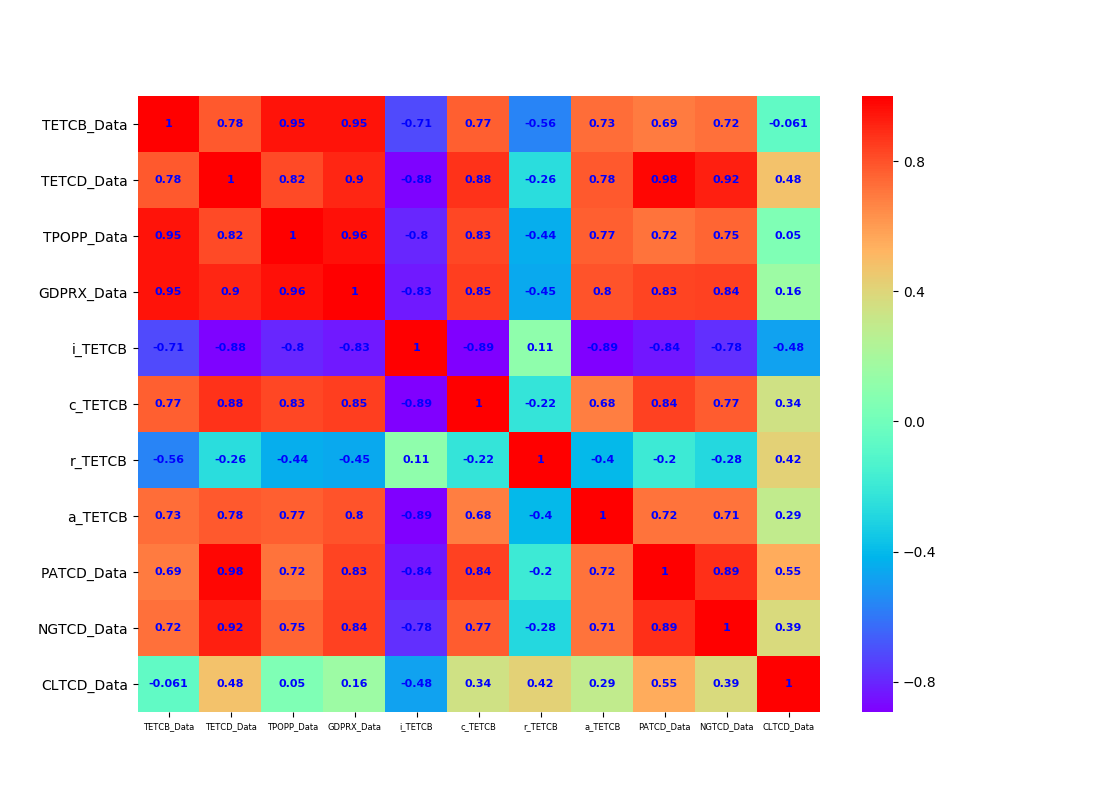 TETCB_Data 1 0.78 0.95 0.95 -0.71 0.77 -0.56 0.73 0.69 0.72 -0.061
TETCD_Data 0.78 1 0.82 0.9 -0.88 0.88 -0.26 0.78 0.98 0.92 0.48
TPOPP_Data 0.95 0.82 1 0.96 -0.8 0.83 -0.44 0.77 0.72 0.75 0.05
GDPRX_Data 0.95 0.9 0.96 1 -0.83 0.85 -0.45 0.8 0.83 0.84 0.16
i_TETCB -0.71 -0.88 -0.8 -0.83 1 -0.89 0.11 -0.89 -0.84 -0.78 -0.48
c_TETCB 0.77 0.88 0.83 0.85 -0.89 1 -0.22 0.68 0.84 0.77 0.34
r_TETCB -0.56 -0.26 -0.44 -0.45 0.11 -0.22 1 -0.4 -0.2 -0.28 0.42
a_TETCB 0.73 0.78 0.77 0.8 -0.89 0.68 -0.4 1 0.72 0.71 0.29
PATCD_Data 0.69 0.98 0.72 0.83 -0.84 0.84 -0.2 0.72 1 0.89 0.55
NGTCD_Data 0.72 0.92 0.75 0.84 -0.78 0.77 -0.28 0.71 0.89 1 0.39
CLTCD_Data -0.061 0.48 0.05 0.16 -0.48 0.34 0.42 0.29 0.55 0.39 1
TETCB_Data TETCD_Data TPOPP_Data GDPRX_Data i_TETCB c_TETCB r_TETCB a_TETCB PATCD_Data NGTCD_Data CLTCD_Data
0.8
0.4
0.0
−0.4
−0.8